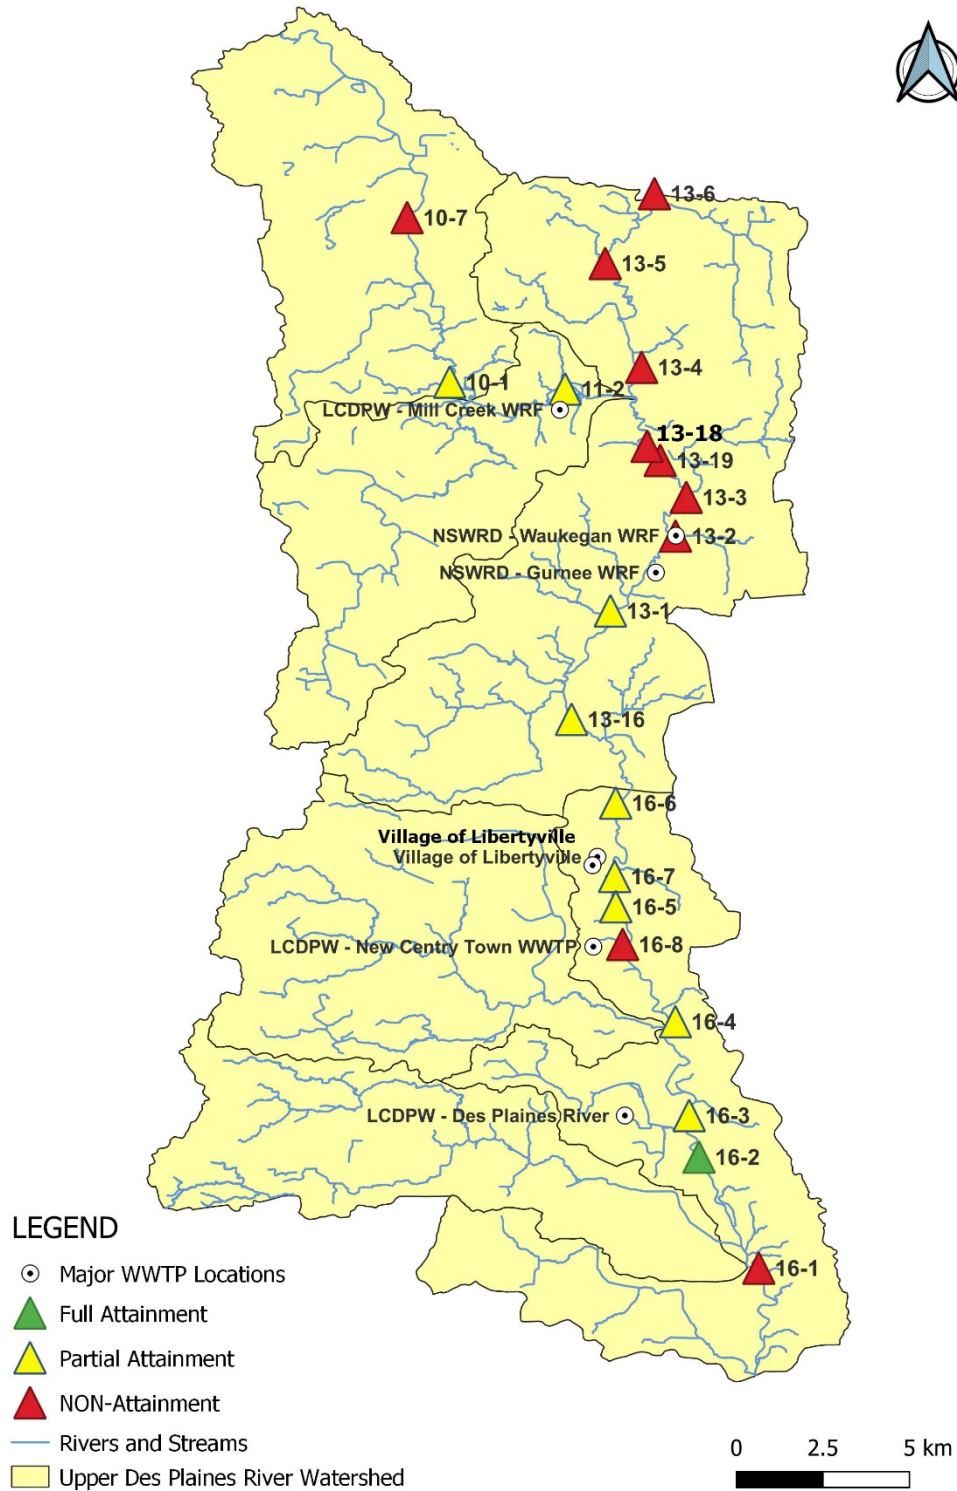 13-6
10-7
13-5
13-4
10-1
11-2
LCDPW - Mill Creek WRF
13-18
13-19
13-3
NSWRD - Waukegan WRF
13-2
NSWRD - Gurnee WRF
13-1
13-16
16-6
Village of Libertyville
Village of Libertyville
16-7
16-5
LCDPW - New Centry Town WWTP
16-8
16-4
LCDPW - Des Plaines River
16-3
16-2
16-1
LEGEND
Major WWTP Locations
Full Attainment
Partial Attainment
NON-Attainment
Rivers and Streams
Upper Des Plaines River Watershed
0 2.5 5 km